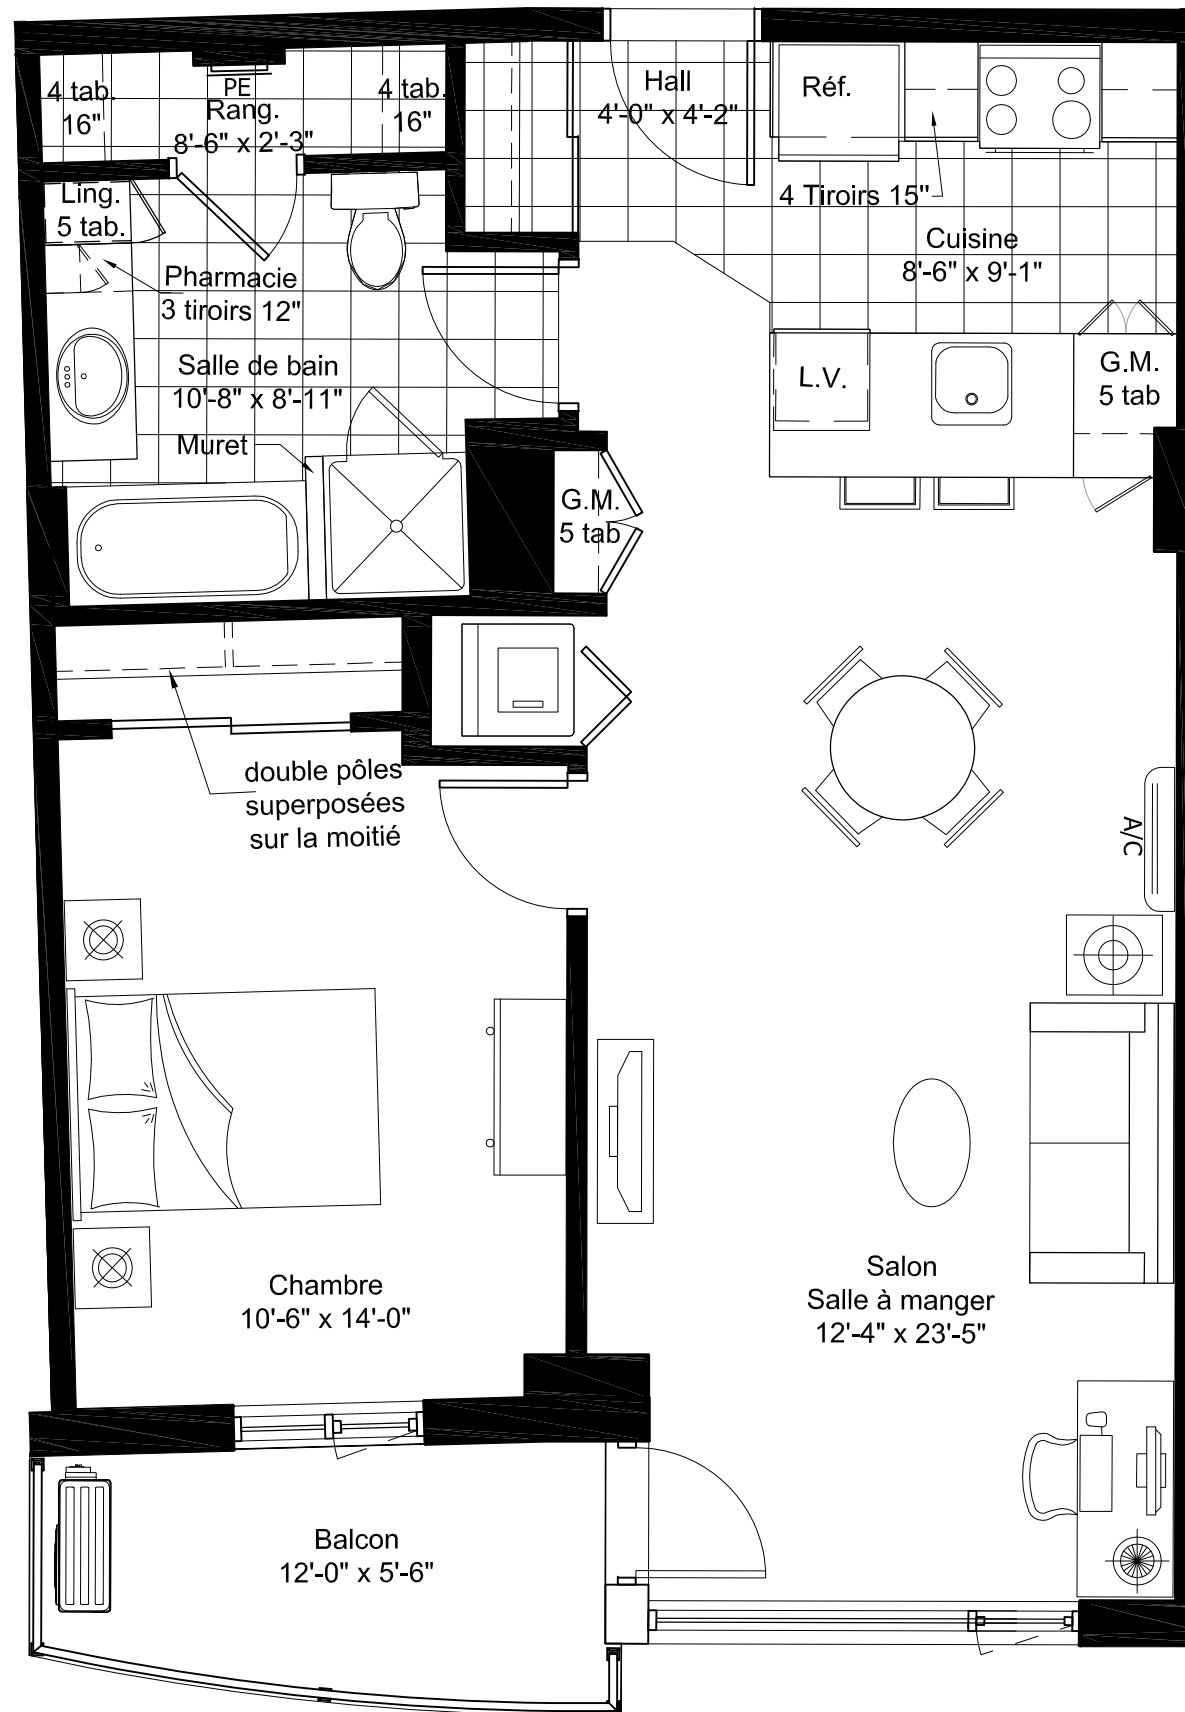 4 tab.
16"
PE
Rang.
8'-6" x 2'-3"
4 tab.
16"
Hall
4'-0" x 4'-2"
Réf.
4 Tiroirs 15"
Ling.
5 tab.
Cuisine
8'-6" x 9'-1"
Pharmacie
3 tiroirs 12"
Salle de bain
10'-8" x 8'-11"
L.V.
G.M.
5 tab
Muret
G.M.
5 tab
double pôles
superposées
sur la moitié
A/C
Chambre
10'-6" x 14'-0"
Salon
Salle à manger
12'-4" x 23'-5"
Balcon
12'-0" x 5'-6"